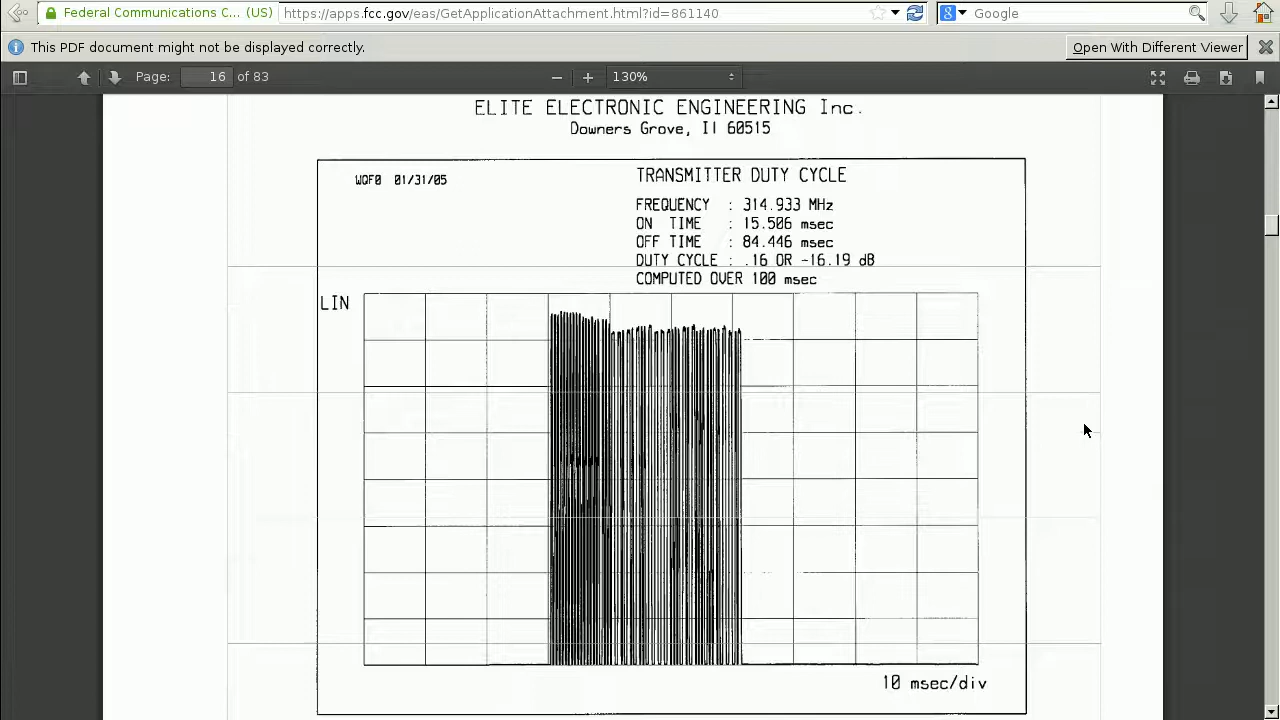 Federal Communications C... (US) https://apps.fcc.gov/eas/GetApplicationAttachment.html?id=861140 8 Google
This PDF document might not be displayed correctly. Open With Different Viewer
Page: 16 of 83 130%
ELITE ELECTRONIC ENGINEERING Inc.
Downers Grove, Il 60515
WQF0 01/31/05
TRANSMITTER DUTY CYCLE
FREQUENCY : 314.933 MHz
ON TIME : 15.506 msec
OFF TIME : 84.446 msec
DUTY CYCLE : .16 OR -16.19 dB
COMPUTED OVER 100 msec
LIN
10 msec/div